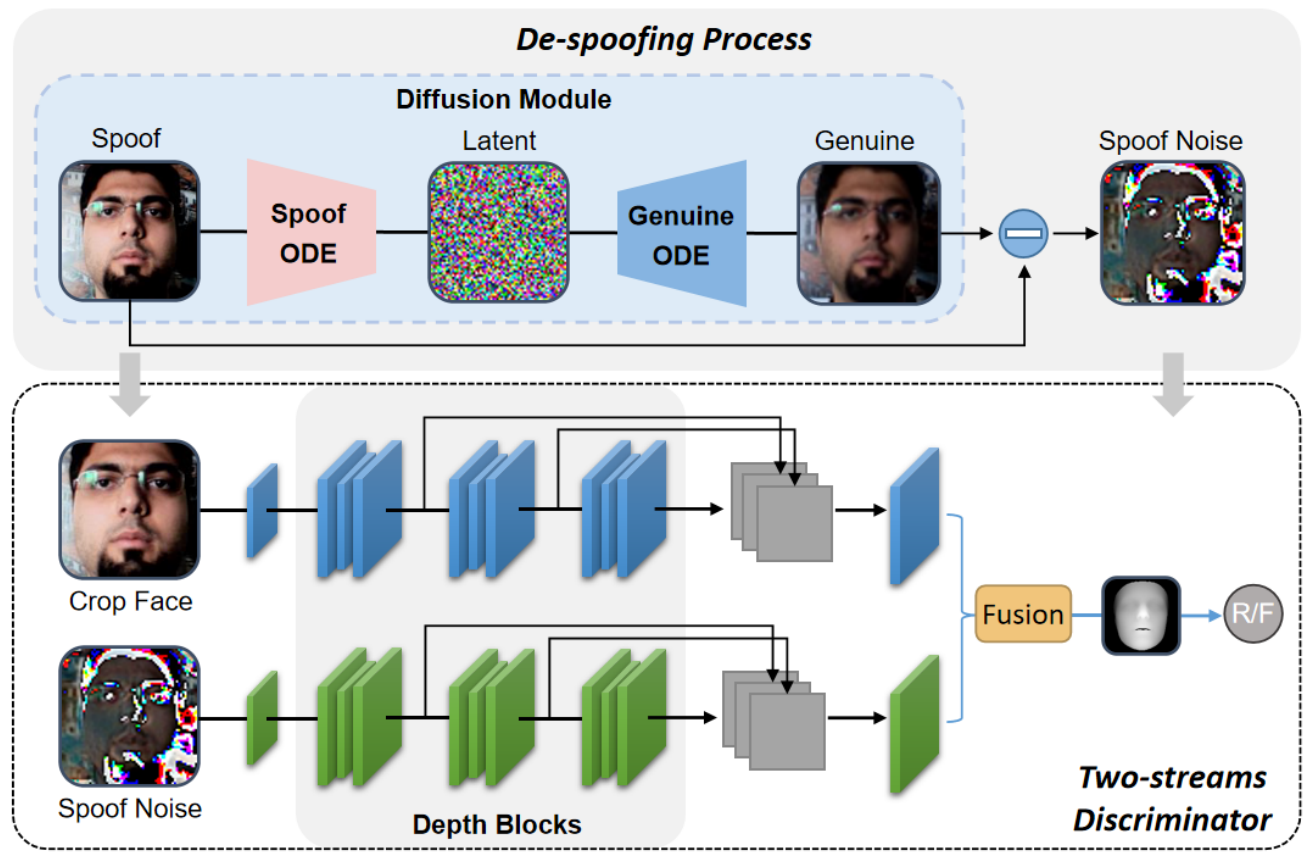 De-spoofing Process
Diffusion Module
Spoof
Latent
Genuine
Spoof Noise
Spoof
ODE
Genuine
ODE
Crop Face
Fusion
R/F
Spoof Noise
Depth Blocks
Two-streams
Discriminator